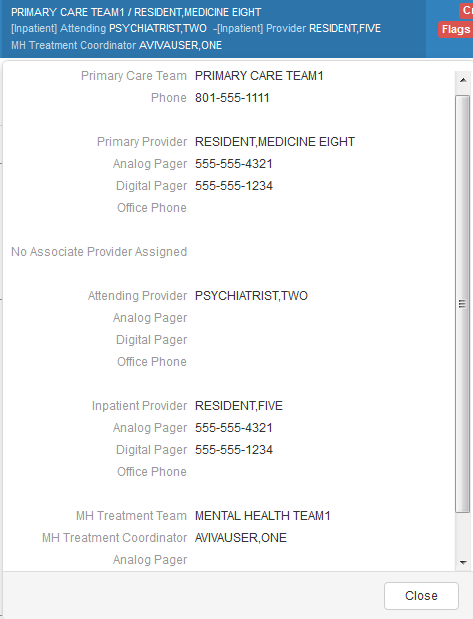 PRIMARY CARE TEAM1 / RESIDENT,MEDICINE EIGHT
[Inpatient] Attending PSYCHIATRIST,TWO -[Inpatient] Provider RESIDENT,FIVE
Flags
MH Treatment Coordinator AVIVAUSER,ONE
Primary Care Team PRIMARY CARE TEAM1
Phone 801-555-1111
Primary Provider RESIDENT,MEDICINE EIGHT
Analog Pager 555-555-4321
Digital Pager 555-555-1234
Office Phone
No Associate Provider Assigned
Attending Provider PSYCHIATRIST,TWO
Analog Pager
Digital Pager
Office Phone
Inpatient Provider RESIDENT,FIVE
Analog Pager 555-555-4321
Digital Pager 555-555-1234
Office Phone
MH Treatment Team MENTAL HEALTH TEAM1
MH Treatment Coordinator AVIVAUSER,ONE
Analog Pager
Close